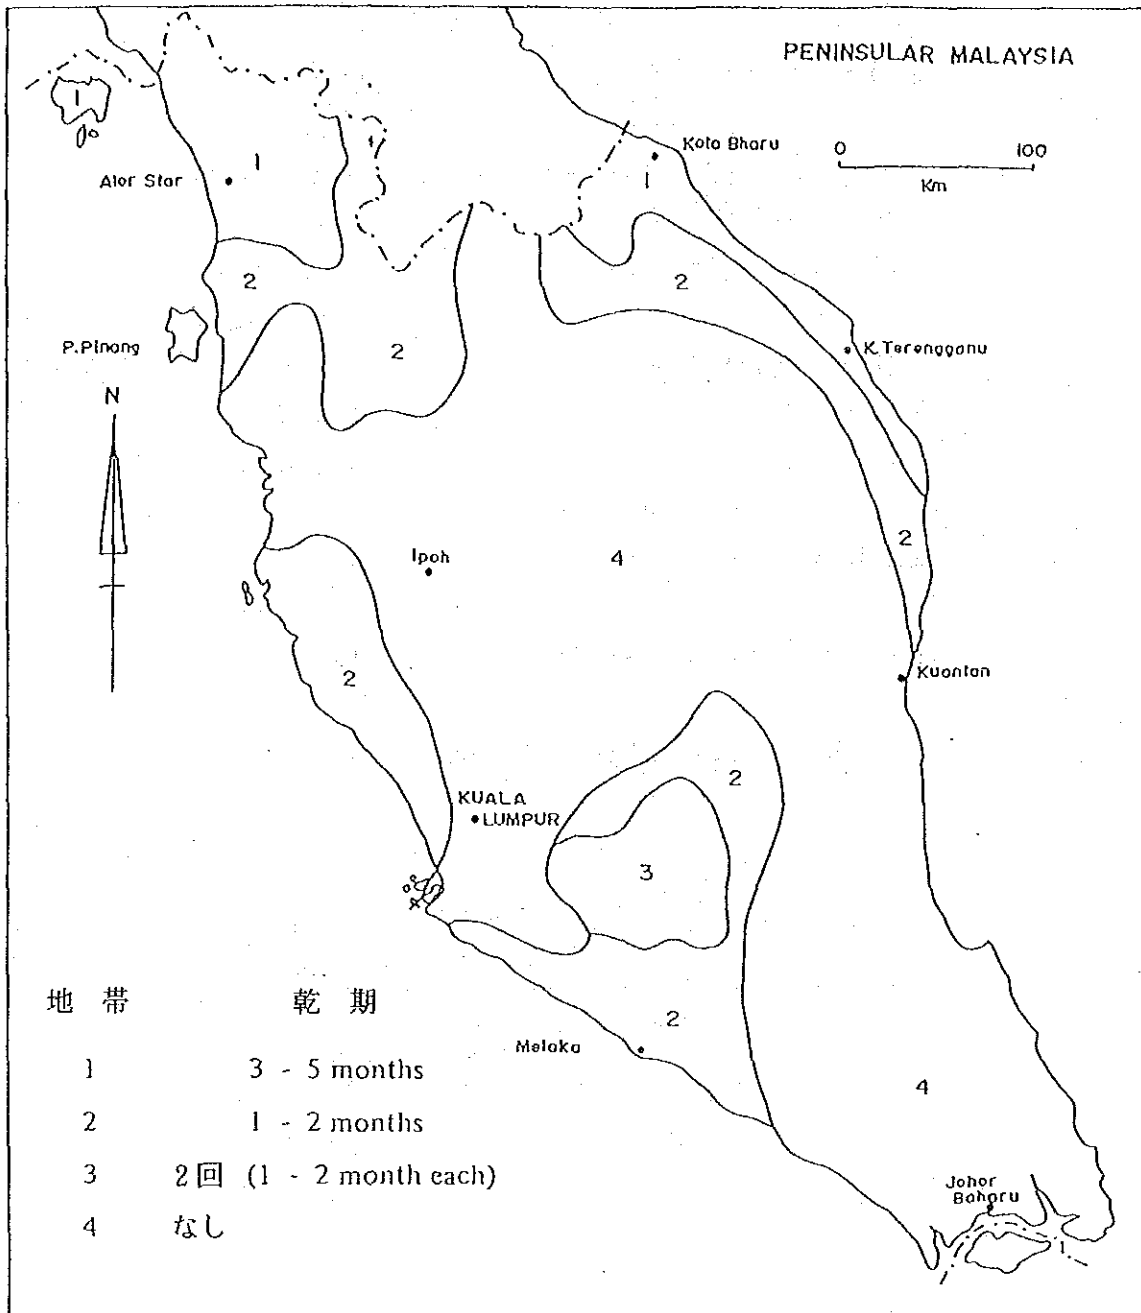 PENINSULAR MALAYSIA
0 100
Km
1
Kota Bharu
1
1
Alor Star
1
2
2
2
P.Pinang
K.Terengganu
N
2
Ipoh
4
2
Kuantan
2
KUALA
LUMPUR
3
2
Melaka
4
Johor
Baharu
地 帯 乾 期
1 3 - 5 months
2 1 - 2 months
3 2回 (1 - 2 month each)
4 なし